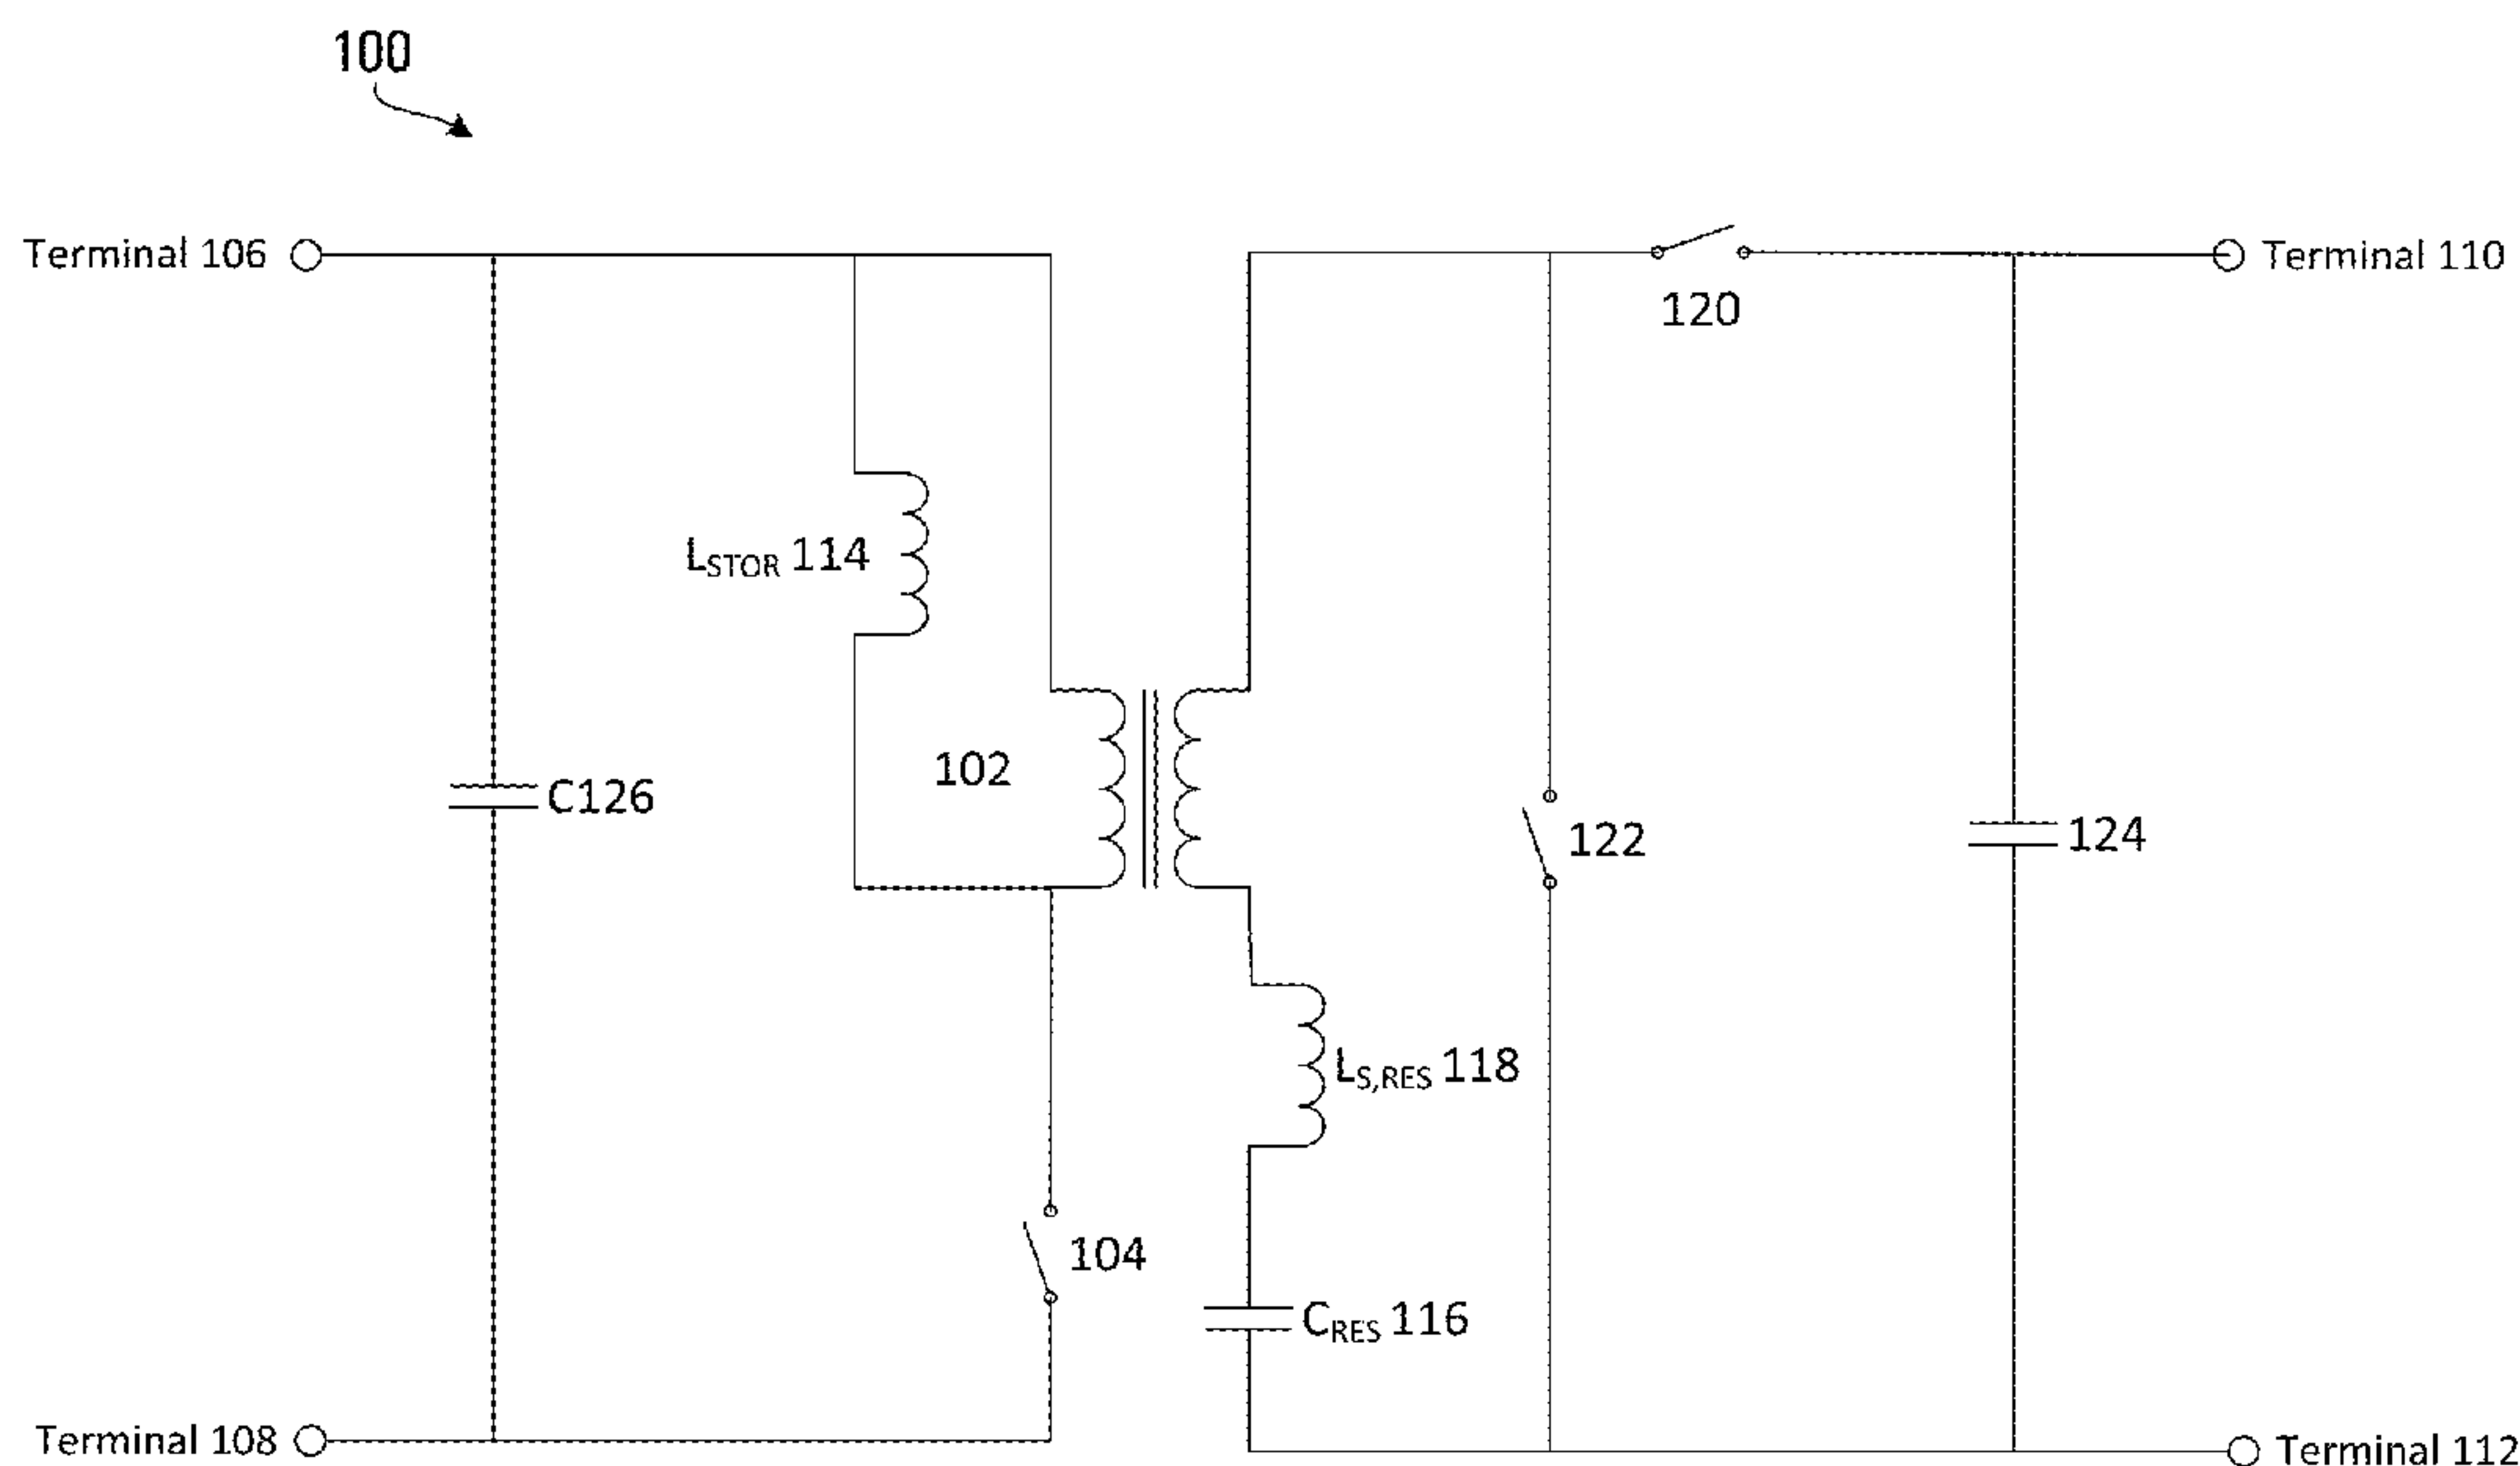 100
Terminal 106
Terminal 110
120
LSTOR 114
102
C126
122
124
LS,RES 118
104
CRES 116
Terminal 108
Terminal 112